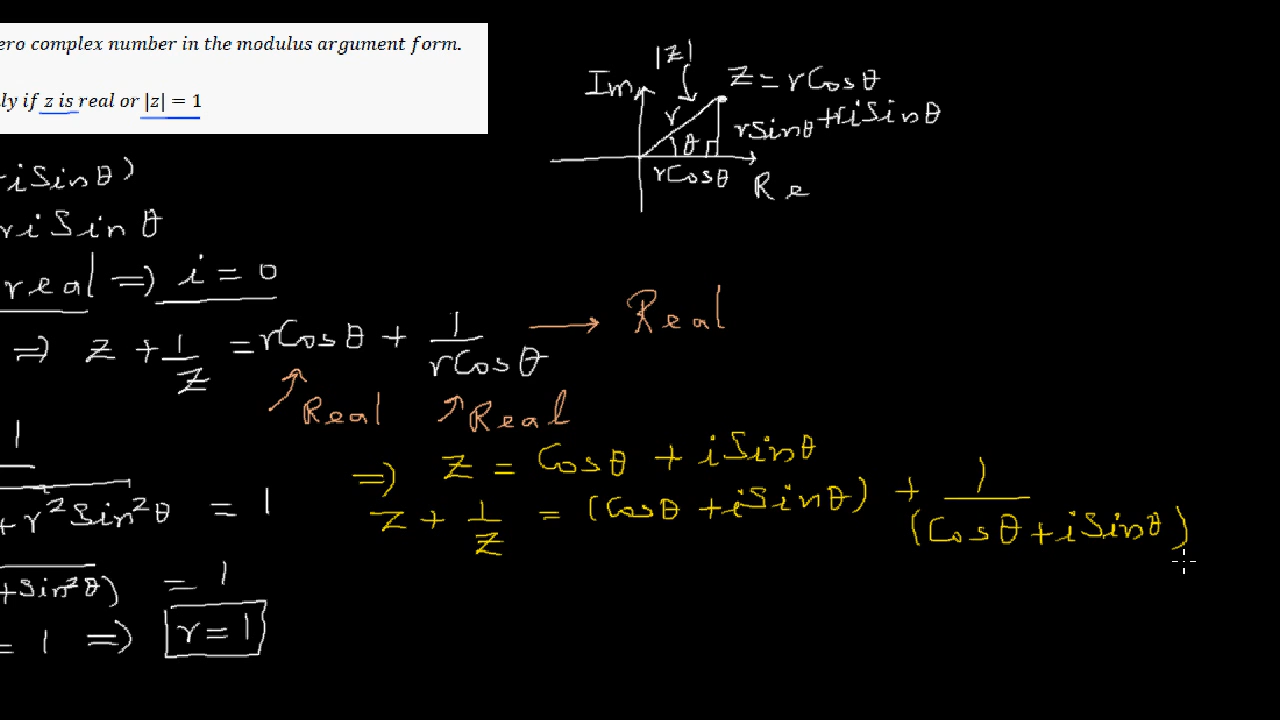 ero complex number in the modulus argument form.
ly if z is real or |z| = 1
|z|
Im
z = rCosθ
+riSinθ
r
θ
rSinθ
rCosθ
Re
+iSinθ)
riSinθ
real => i = 0
=> z + 1/z = rCosθ + 1/rCosθ → Real
Real Real
1
+ r²Sin²θ = 1
+Sin²θ) = 1
= 1 => r = 1
=> z = Cosθ + iSinθ
z + 1/z = (Cosθ + iSinθ) + 1/(Cosθ + iSinθ)